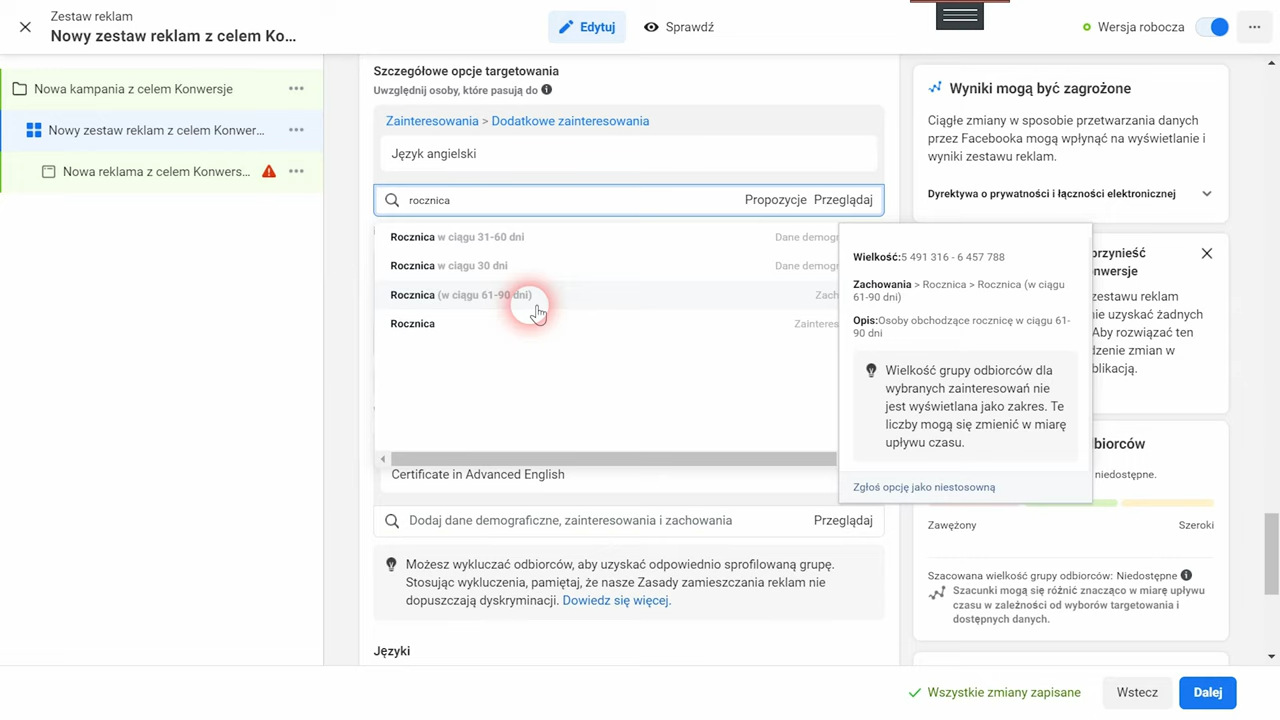 Zestaw reklam
Nowy zestaw reklam z celem Ko...
Edytuj
Sprawdź
Wersja robocza
Nowa kampania z celem Konwersje
Nowy zestaw reklam z celem Konwer...
Nowa reklama z celem Konwers...
Szczegółowe opcje targetowania
Uwzględnij osoby, które pasują do
Zainteresowania > Dodatkowe zainteresowania
Język angielski
rocznica
Propozycje Przeglądaj
Rocznica w ciągu 31-60 dni Dane demogr
Rocznica w ciągu 30 dni Dane demogr
Rocznica (w ciągu 61-90 dni) Zach
Rocznica Zainteres
Certificate in Advanced English
Dodaj dane demograficzne, zainteresowania i zachowania Przeglądaj
Możesz wykluczać odbiorców, aby uzyskać odpowiednio sprofilowaną grupę.
Stosując wykluczenia, pamiętaj, że nasze Zasady zamieszczania reklam nie
dopuszczają dyskryminacji. Dowiedz się więcej.
Języki
Wielkość:5 491 316 - 6 457 788
Zachowania > Rocznica > Rocznica (w ciągu
61-90 dni)
Opis:Osoby obchodzące rocznicę w ciągu 61-
90 dni
Wielkość grupy odbiorców dla
wybranych zainteresowań nie
jest wyświetlana jako zakres. Te
liczby mogą się zmienić w miarę
upływu czasu.
Zgłoś opcję jako niestosowną
Wyniki mogą być zagrożone
Ciągłe zmiany w sposobie przetwarzania danych
przez Facebooka mogą wpłynąć na wyświetlanie i
wyniki zestawu reklam.
Dyrektywa o prywatności i łączności elektronicznej
przynieść
nwersje
zestawu reklam
nie uzyskać żadnych
Aby rozwiązać ten
dzenie zmian w
blikacją.
biorców
niedostępne.
Zawężony Szeroki
Szacowana wielkość grupy odbiorców: Niedostępne
Szacunki mogą się różnić znacząco w miarę upływu
czasu w zależności od wyborów targetowania i
dostępnych danych.
Wszystkie zmiany zapisane
Wstecz
Dalej